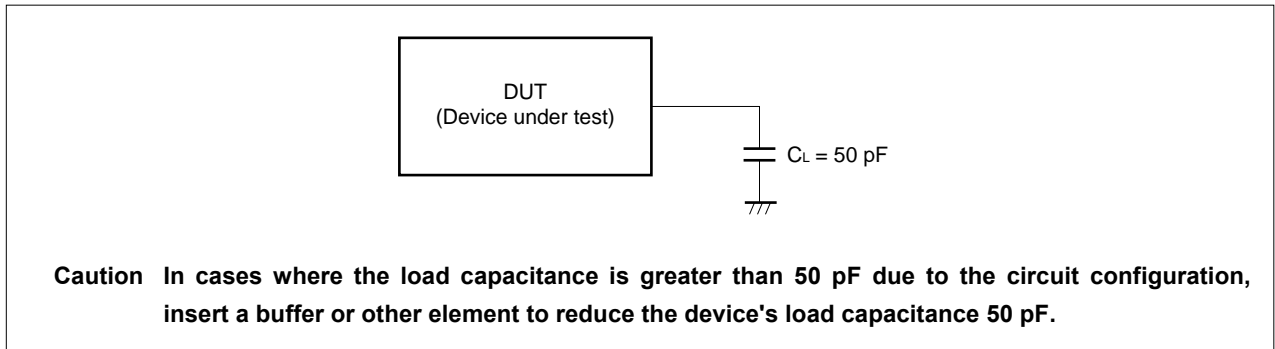 DUT
(Device under test)
CL = 50 pF
Caution In cases where the load capacitance is greater than 50 pF due to the circuit configuration,
insert a buffer or other element to reduce the device's load capacitance 50 pF.